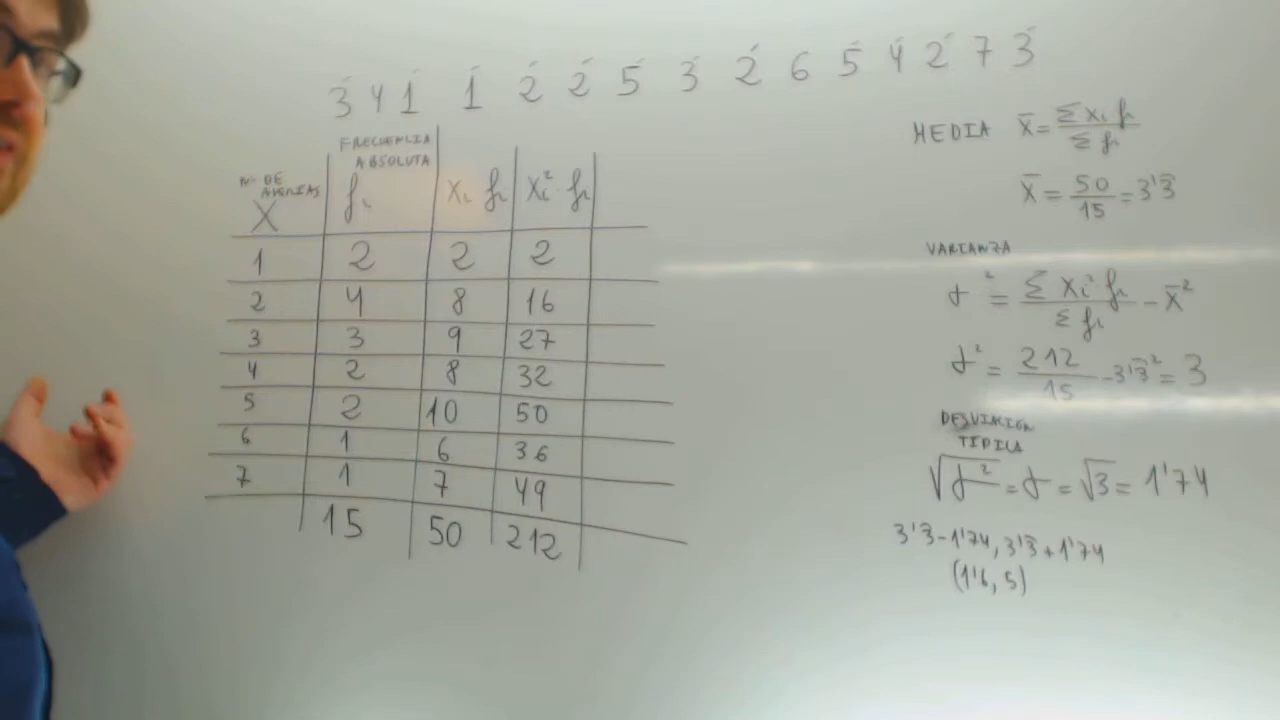 3 4 1 1 2 2 5 3 2 6 5 4 2 7 3
Nº DE AVERIAS X | FRECUENCIA ABSOLUTA fi | Xi fi | Xi² · fi
1 2 2 2
2 4 8 16
3 3 9 27
4 2 8 32
5 2 10 50
6 1 6 36
7 1 7 49
15 50 212
MEDIA x̄ = Σ Xi fi / Σ fi
x̄ = 50 / 15 = 3'3̄
VARIANZA
σ² = Σ Xi² fi / Σ fi - x̄²
σ² = 212 / 15 - 3'3̄² = 3
DESVIACION
TIPICA
√σ² = σ = √3 = 1'74
3'3̄ - 1'74, 3'3̄ + 1'74
(1'6, 5)